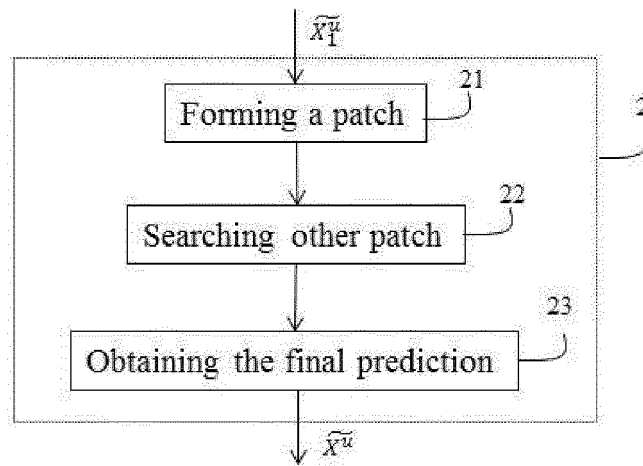 X̃₁ᵘ
21
Forming a patch
2
22
Searching other patch
23
Obtaining the final prediction
X̃ᵘ